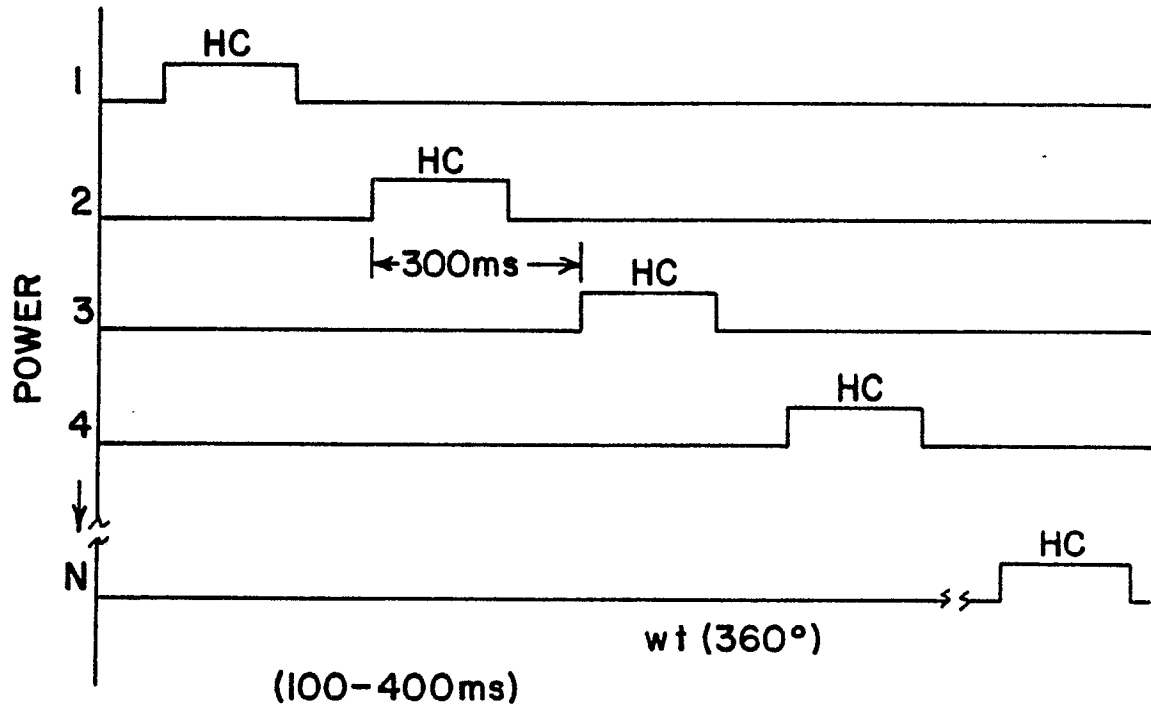 HC
1
HC
2
300ms
HC
3
POWER
HC
4
HC
N
wt (360°)
(100-400ms)